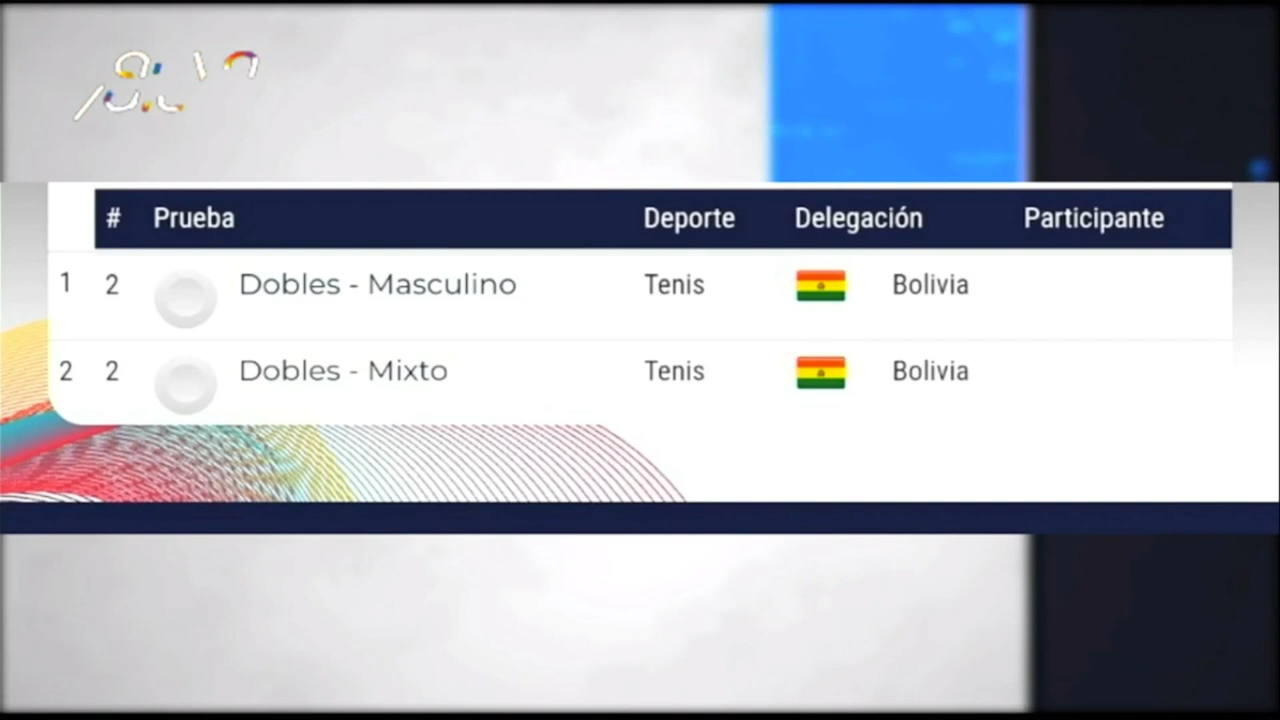 # Prueba Deporte Delegación Participante
1 2 Dobles - Masculino Tenis Bolivia
2 2 Dobles - Mixto Tenis Bolivia